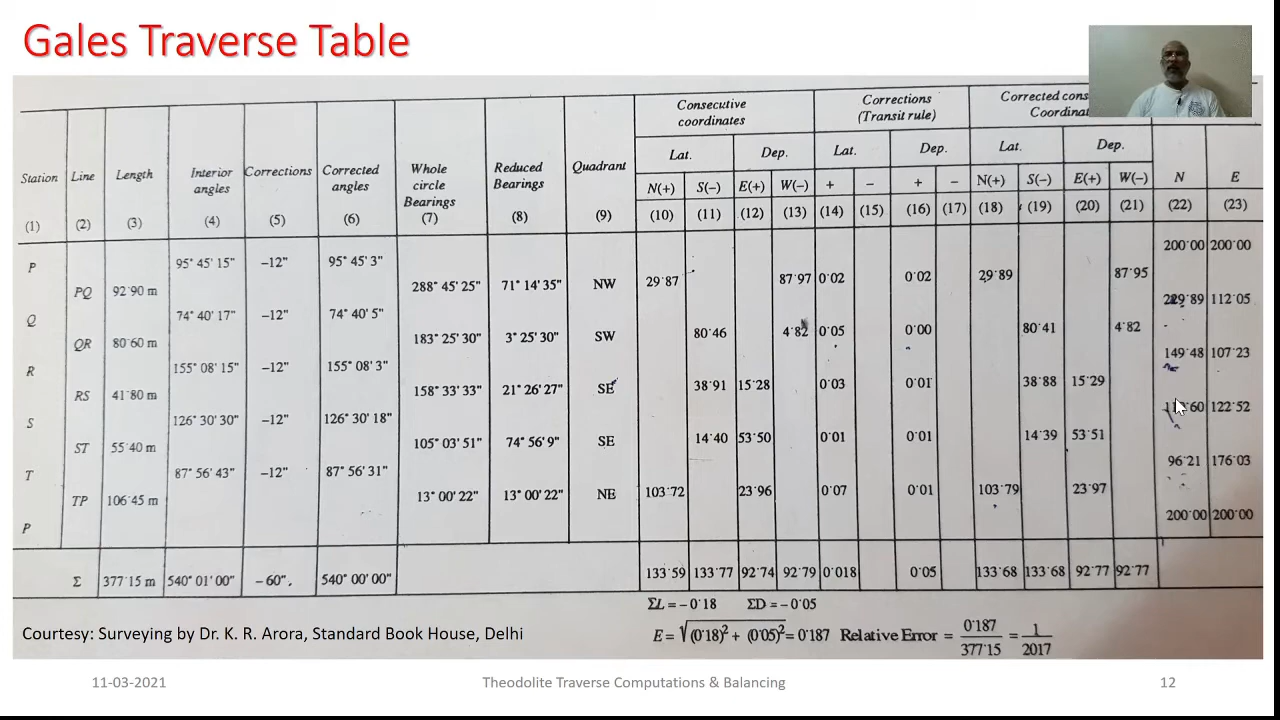 Gales Traverse Table
Consecutive coordinates
Corrections (Transit rule)
Lat. Dep. Lat. Dep. Lat. Dep.
Station Line Length Interior angles Corrections Corrected angles Whole circle Bearings Reduced Bearings Quadrant N(+) S(-) E(+) W(-) + - + - N(+) S(-) E(+) W(-) N E
(1) (2) (3) (4) (5) (6) (7) (8) (9) (10) (11) (12) (13) (14) (15) (16) (17) (18) (19) (20) (21) (22) (23)
P 95° 45' 15" -12" 95° 45' 3" 200·00 200·00
PQ 92·90 m 288° 45' 25" 71° 14' 35" NW 29·87 87·97 0·02 0·02 29·89 87·95
Q 74° 40' 17" -12" 74° 40' 5" 229·89 112·05
QR 80·60 m 183° 25' 30" 3° 25' 30" SW 80·46 4·82 0·05 0·00 80·41 4·82
R 155° 08' 15" -12" 155° 08' 3" 149·48 107·23
RS 41·80 m 158° 33' 33" 21° 26' 27" SE 38·91 15·28 0·03 0·01 38·88 15·29
S 126° 30' 30" -12" 126° 30' 18" 122·52
ST 55·40 m 105° 03' 51" 74° 56' 9" SE 14·40 53·50 0·01 0·01 14·39 53·51
T 87° 56' 43" -12" 87° 56' 31" 96·21 176·03
TP 106·45 m 13° 00' 22" 13° 00' 22" NE 103·72 23·96 0·07 0·01 103·79 23·97
P 200·00 200·00
Σ 377·15 m 540° 01' 00" -60" 540° 00' 00" 133·59 133·77 92·74 92·79 0·018 0·05 133·68 133·68 92·77 92·77
ΣL = -0·18 ΣD = -0·05
E = √(0·18)² + (0·05)² = 0·187 Relative Error = 0·187/377·15 = 1/2017
Courtesy: Surveying by Dr. K. R. Arora, Standard Book House, Delhi
11-03-2021 Theodolite Traverse Computations & Balancing 12